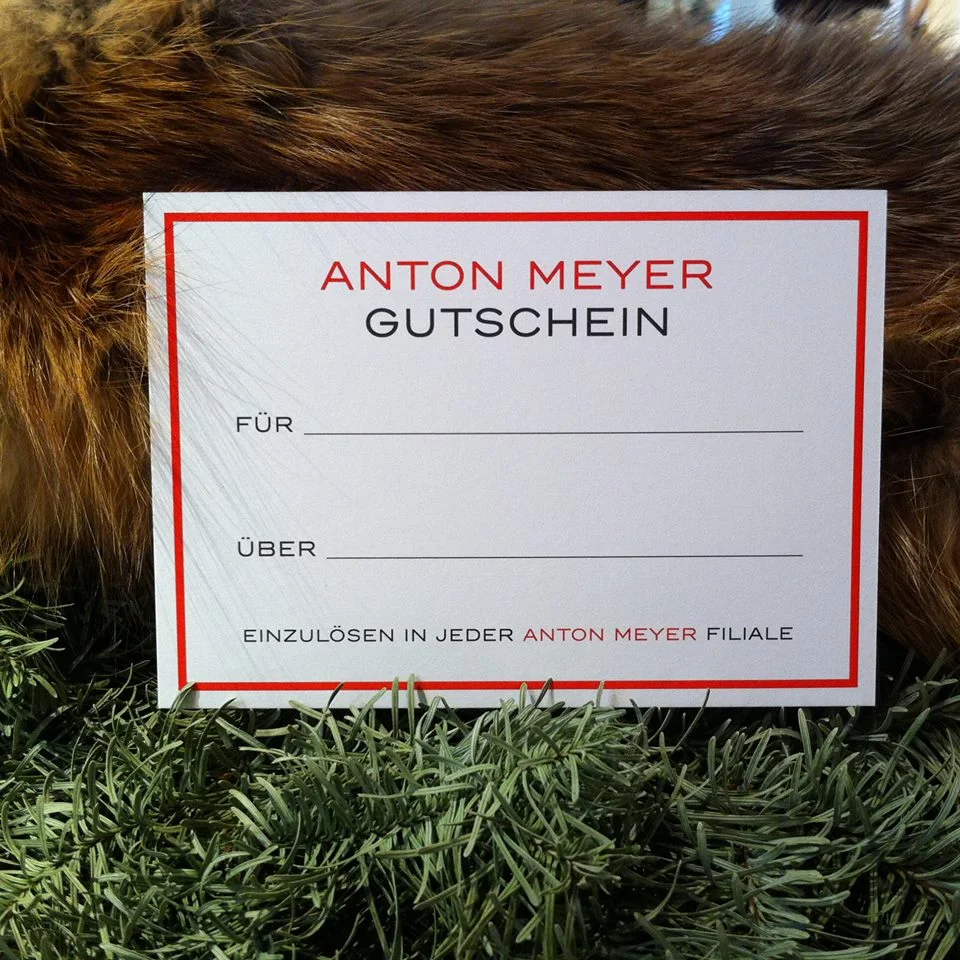 ANTON MEYER
GUTSCHEIN
FÜR
ÜBER
EINZULÖSEN IN JEDER ANTON MEYER FILIALE